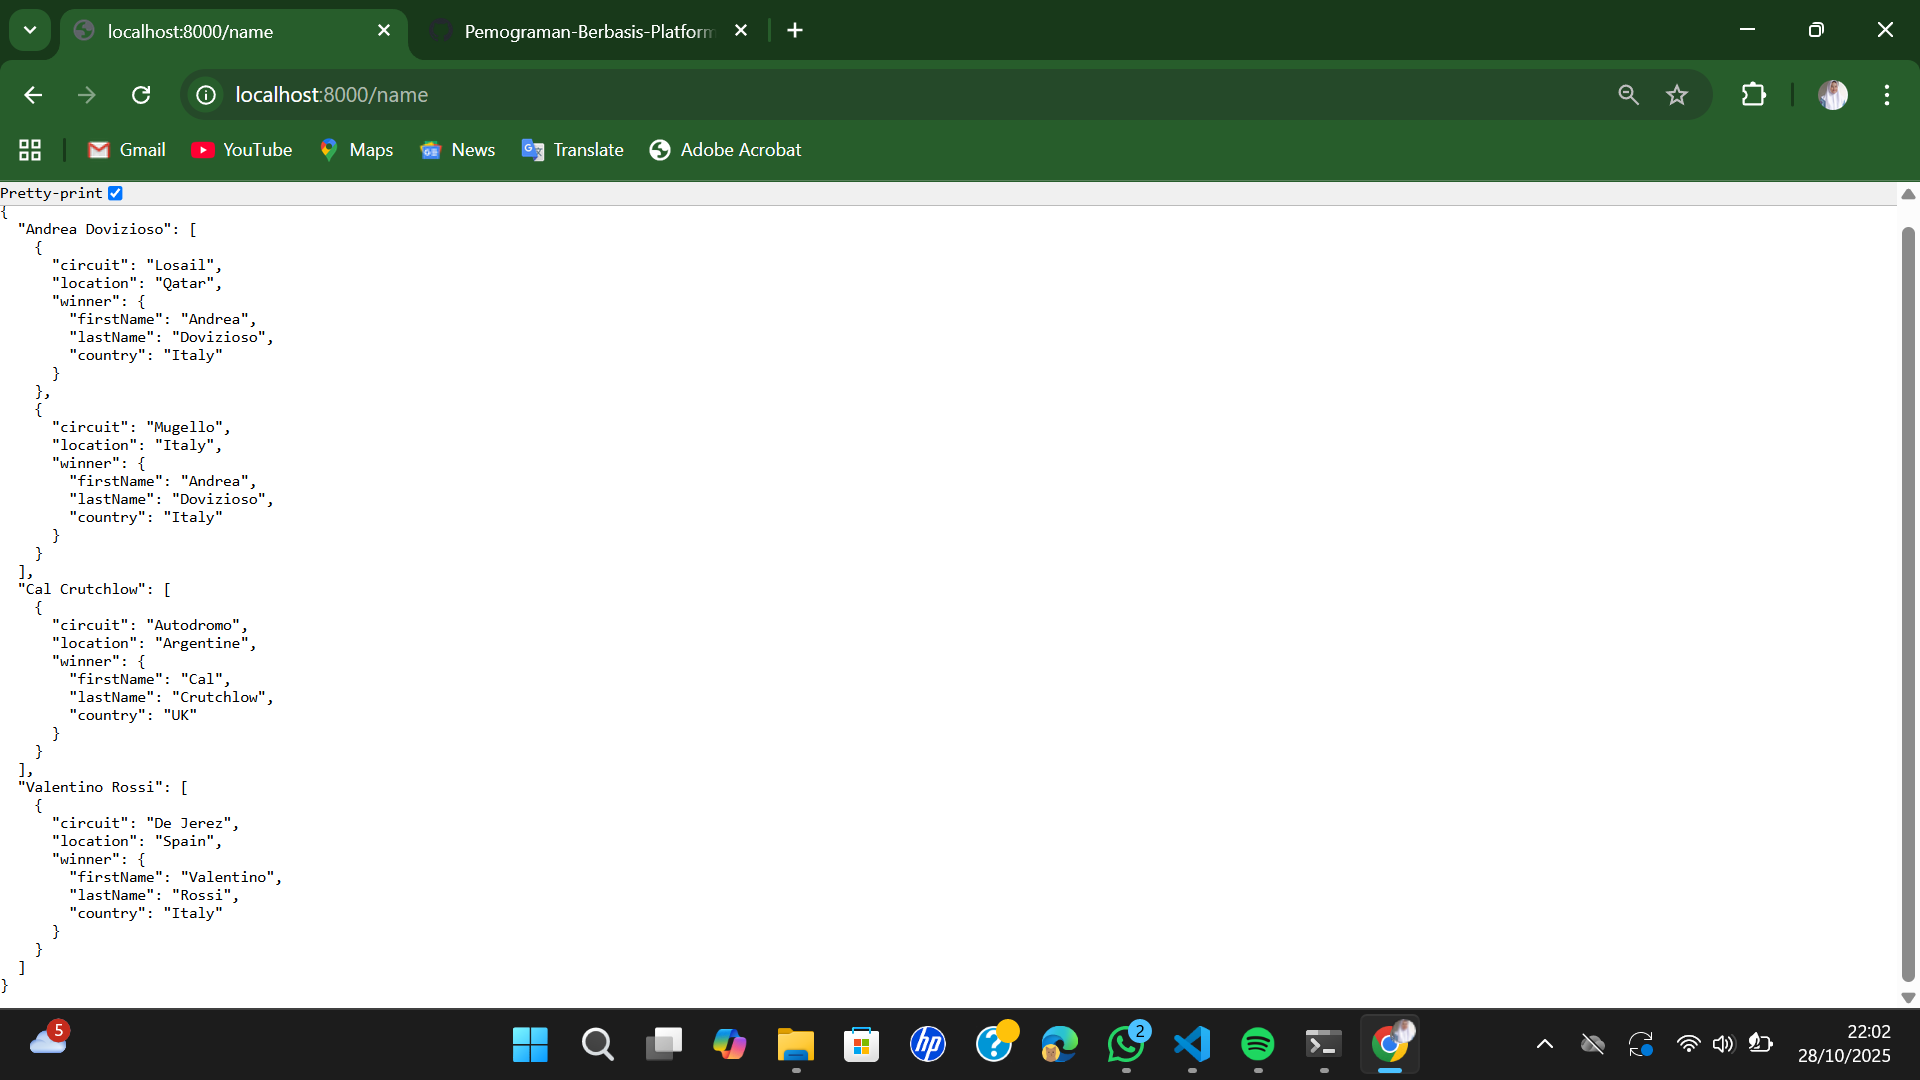 localhost:8000/name
Pemograman-Berbasis-Platform
localhost:8000/name
Gmail
YouTube
Maps
News
Translate
Adobe Acrobat
Pretty-print
{
  "Andrea Dovizioso": [
    {
      "circuit": "Losail",
      "location": "Qatar",
      "winner": {
        "firstName": "Andrea",
        "lastName": "Dovizioso",
        "country": "Italy"
      }
    },
    {
      "circuit": "Mugello",
      "location": "Italy",
      "winner": {
        "firstName": "Andrea",
        "lastName": "Dovizioso",
        "country": "Italy"
      }
    }
  ],
  "Cal Crutchlow": [
    {
      "circuit": "Autodromo",
      "location": "Argentine",
      "winner": {
        "firstName": "Cal",
        "lastName": "Crutchlow",
        "country": "UK"
      }
    }
  ],
  "Valentino Rossi": [
    {
      "circuit": "De Jerez",
      "location": "Spain",
      "winner": {
        "firstName": "Valentino",
        "lastName": "Rossi",
        "country": "Italy"
      }
    }
  ]
}
5
hp
2
22:02
28/10/2025